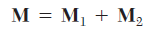 M = M₁ + M₂